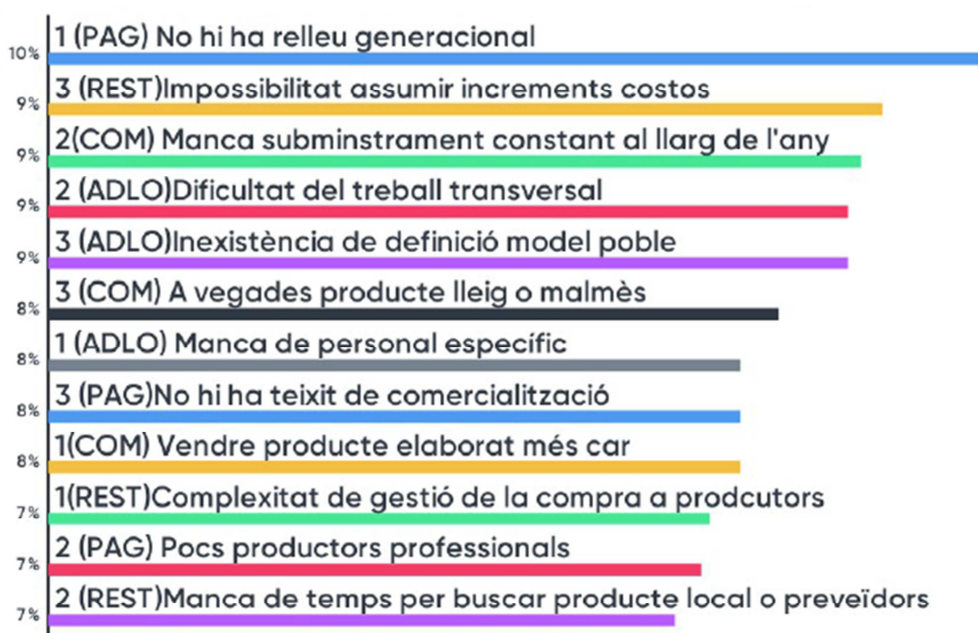 1 (PAG) No hi ha relleu generacional
10%
3 (REST)Impossibilitat assumir increments costos
9%
2(COM) Manca subminstrament constant al llarg de l'any
9%
2 (ADLO)Dificultat del treball transversal
9%
3 (ADLO)Inexistència de definició model poble
9%
3 (COM) A vegades producte lleig o malmès
8%
1 (ADLO) Manca de personal específic
8%
3 (PAG)No hi ha teixit de comercialització
8%
1(COM) Vendre producte elaborat més car
8%
1(REST)Complexitat de gestió de la compra a prodcutors
7%
2 (PAG) Pocs productors professionals
7%
2 (REST)Manca de temps per buscar producte local o preveïdors
7%